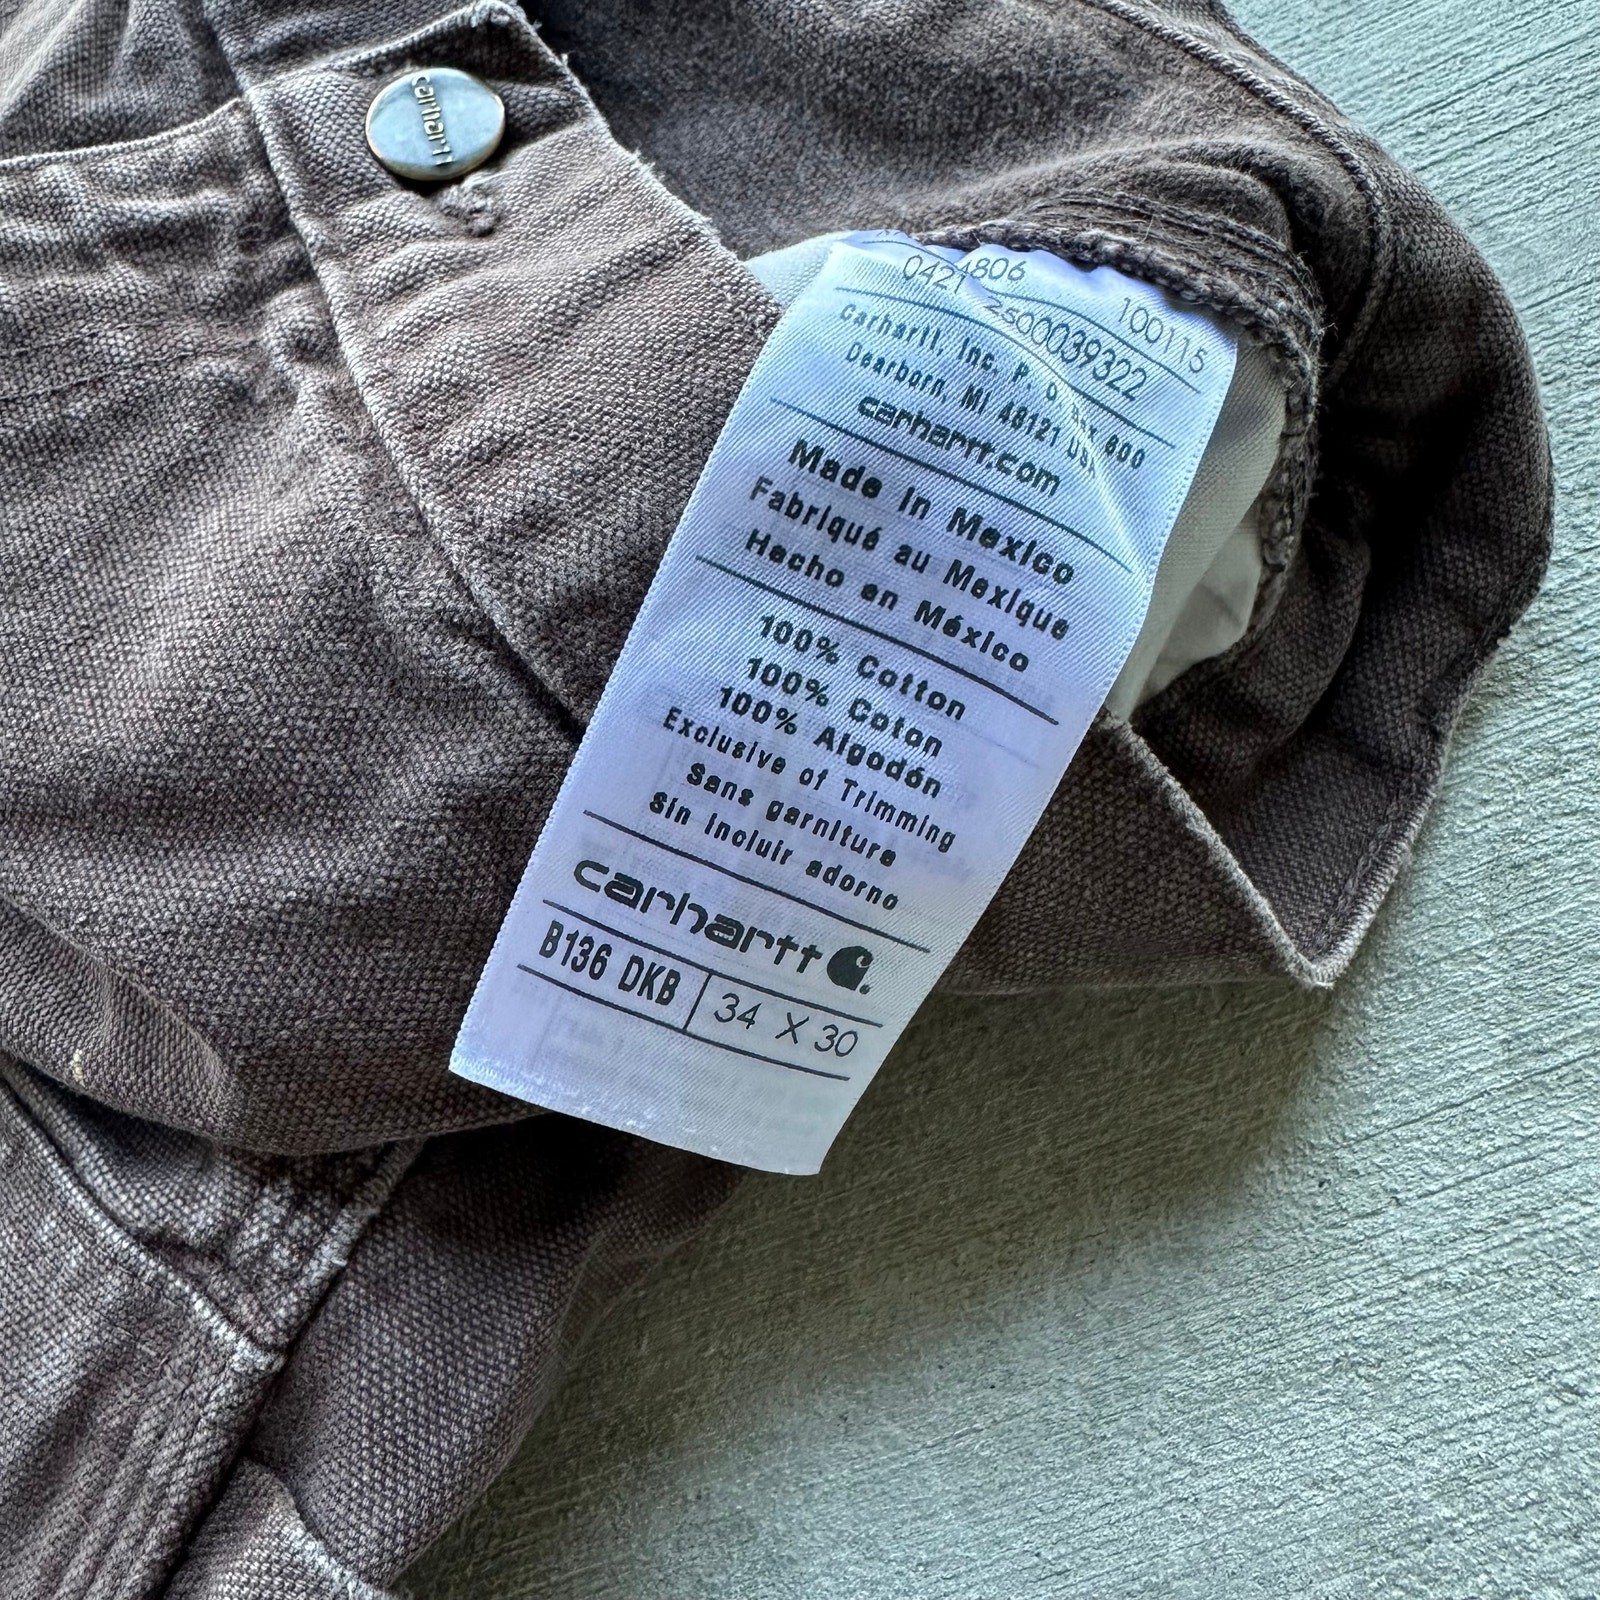 carhartt
100115
0421 Z500039322
Carhartt, Inc. P. O. Box 600
Dearborn, MI 48121 USA
carhartt.com
Made in Mexico
Fabriqué au Mexique
Hecho en México
100% Cotton
100% Coton
100% Algodón
Exclusive of Trimming
Sans garniture
Sin incluir adorno
carhartt
B136 DKB 34 X 30